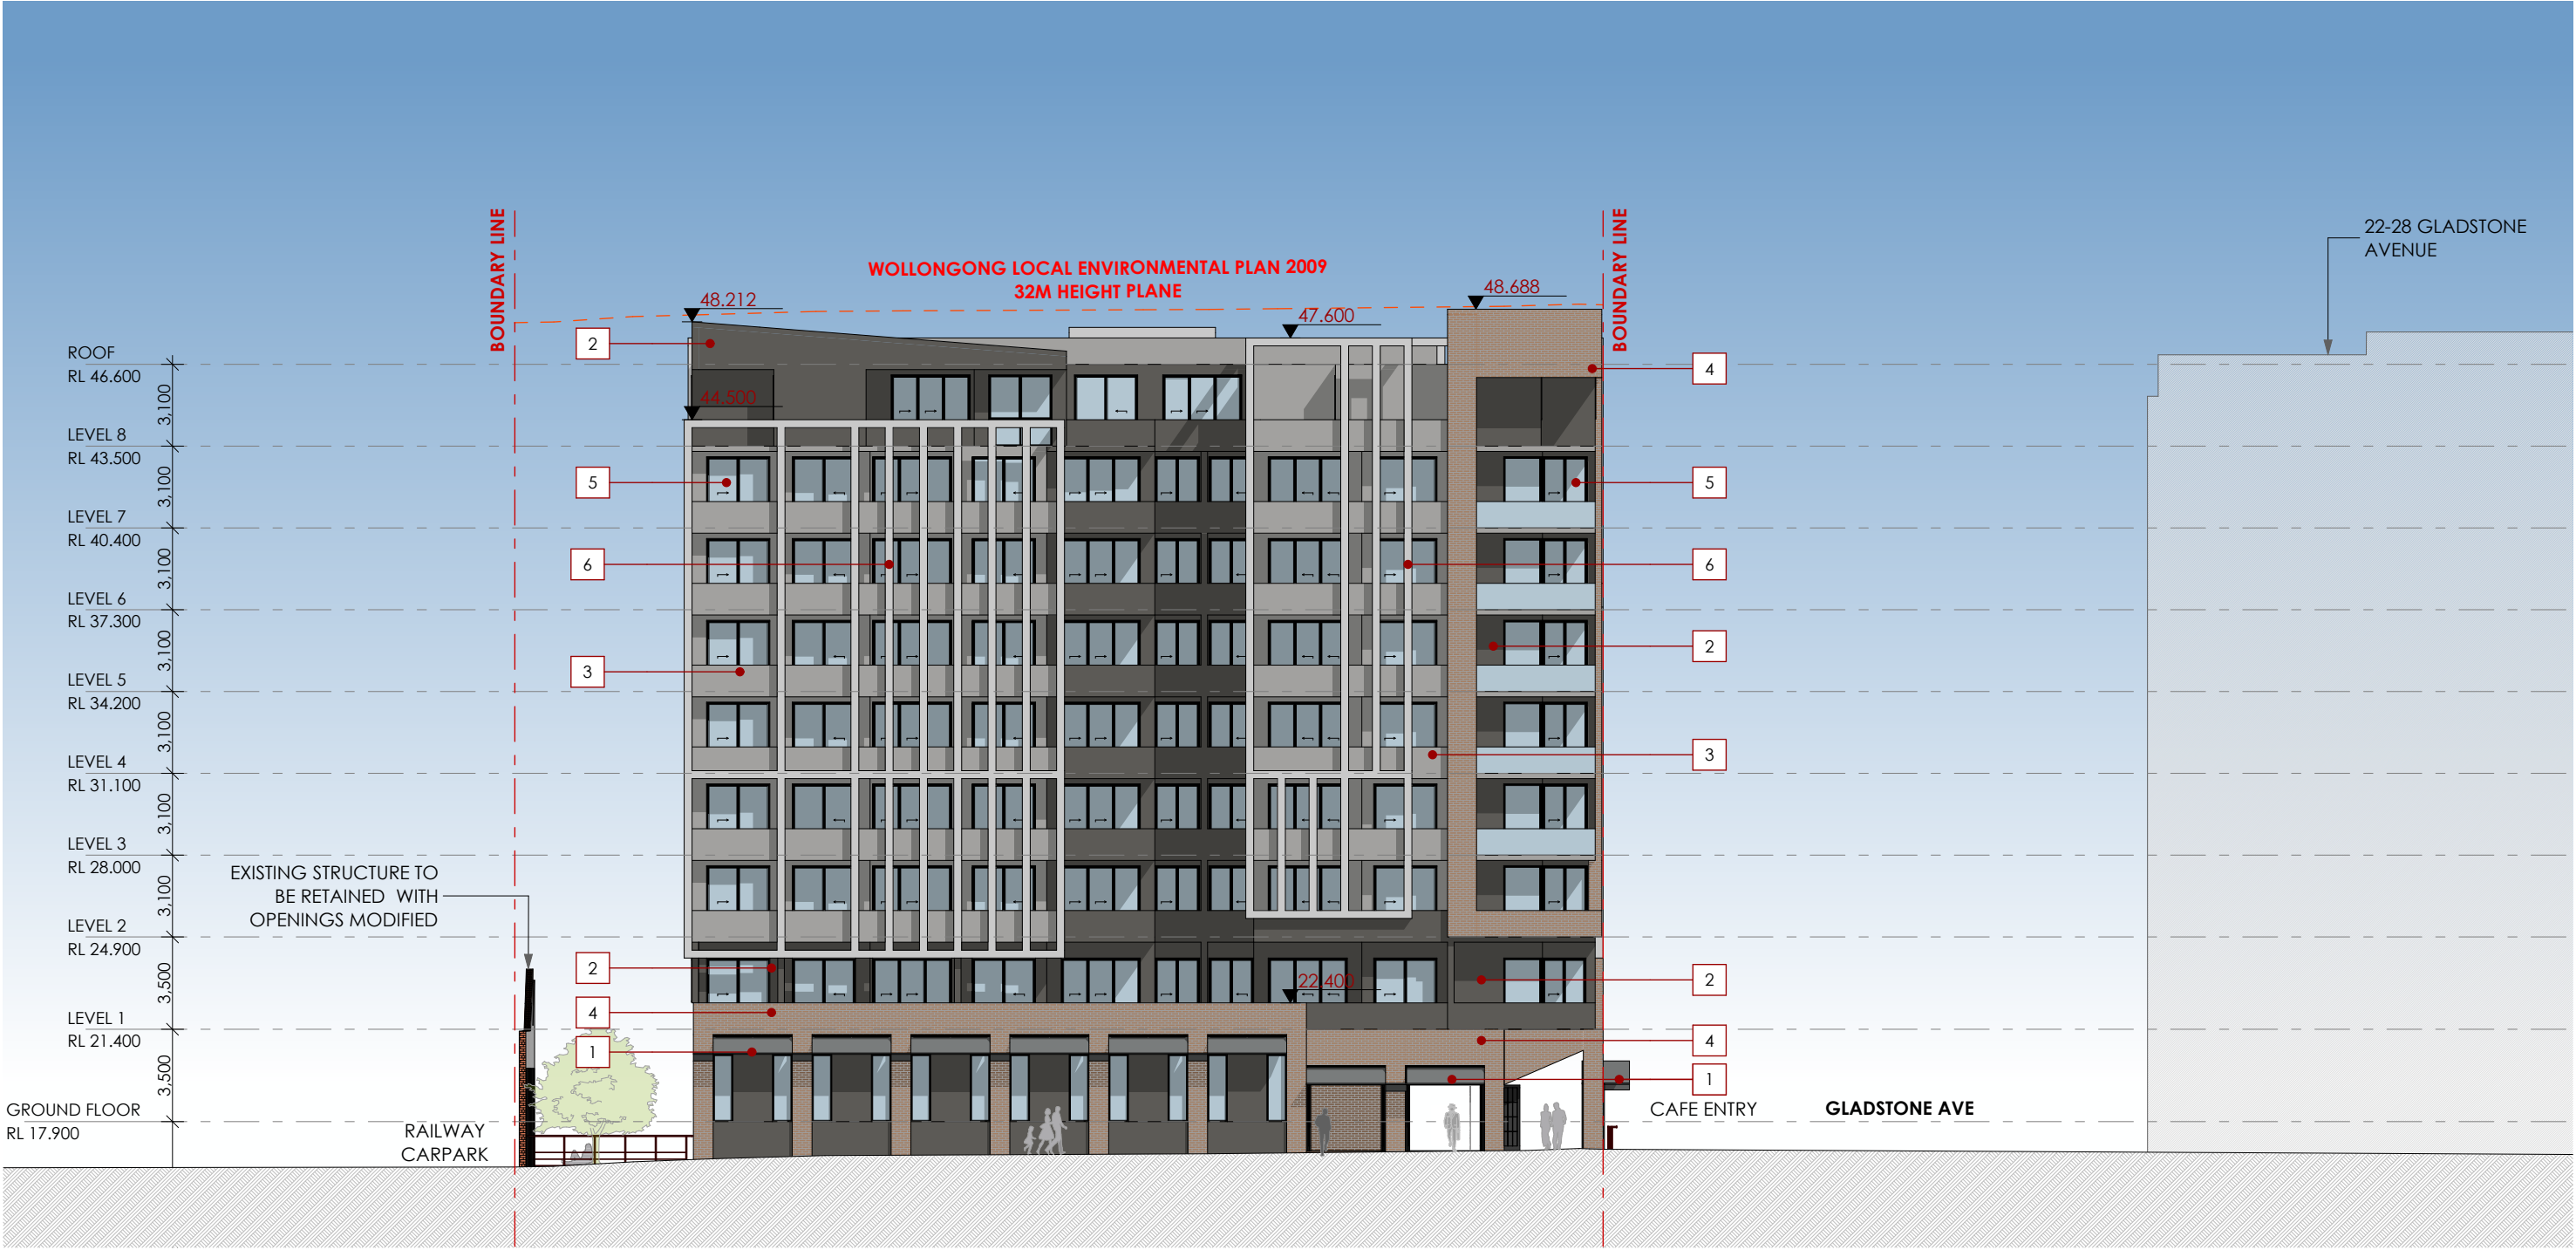 WOLLONGONG LOCAL ENVIRONMENTAL PLAN 2009
32M HEIGHT PLANE
BOUNDARY LINE
BOUNDARY LINE
22-28 GLADSTONE
AVENUE
48.212
48.688
47.600
44.500
22.400
ROOF
RL 46.600
3,100
LEVEL 8
RL 43.500
3,100
LEVEL 7
RL 40.400
3,100
LEVEL 6
RL 37.300
3,100
LEVEL 5
RL 34.200
3,100
LEVEL 4
RL 31.100
3,100
LEVEL 3
RL 28.000
3,100
LEVEL 2
RL 24.900
3,500
LEVEL 1
RL 21.400
3,500
GROUND FLOOR
RL 17.900
EXISTING STRUCTURE TO
BE RETAINED WITH
OPENINGS MODIFIED
RAILWAY
CARPARK
2
5
6
3
2
4
1
4
5
6
2
3
2
4
1
CAFE ENTRY
GLADSTONE AVE